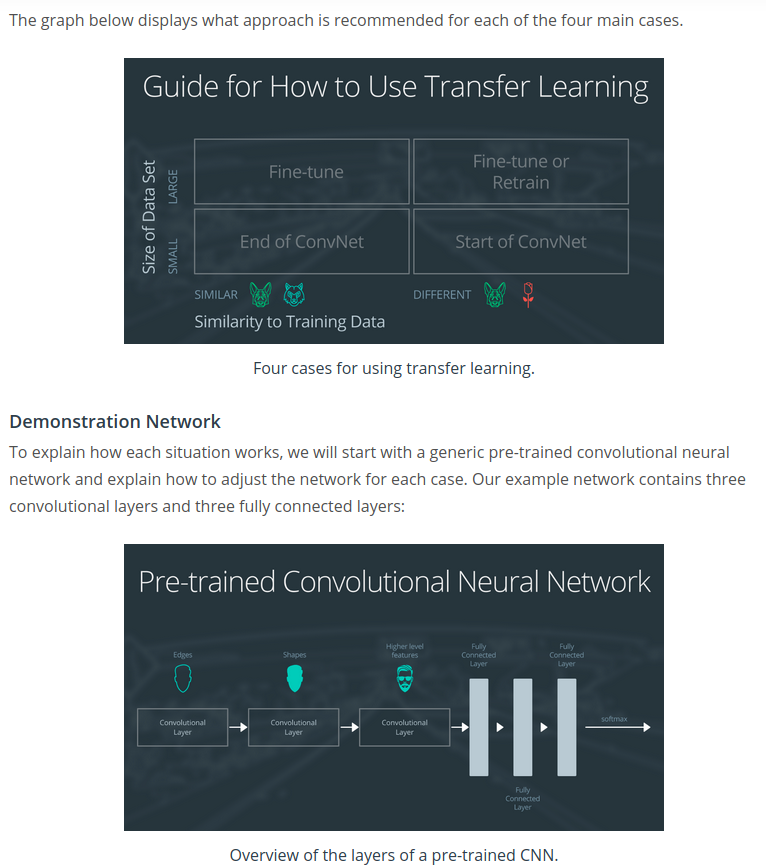 The graph below displays what approach is recommended for each of the four main cases.
Guide for How to Use Transfer Learning
Size of Data Set
LARGE
Fine-tune
Fine-tune or
Retrain
SMALL
End of ConvNet
Start of ConvNet
SIMILAR
DIFFERENT
Similarity to Training Data
Four cases for using transfer learning.
Demonstration Network
To explain how each situation works, we will start with a generic pre-trained convolutional neural
network and explain how to adjust the network for each case. Our example network contains three
convolutional layers and three fully connected layers:
Pre-trained Convolutional Neural Network
Edges
Shapes
Higher level
features
Fully
Connected
Layer
Fully
Connected
Layer
Convolutional
Layer
Convolutional
Layer
Convolutional
Layer
softmax
Fully
Connected
Layer
Overview of the layers of a pre-trained CNN.